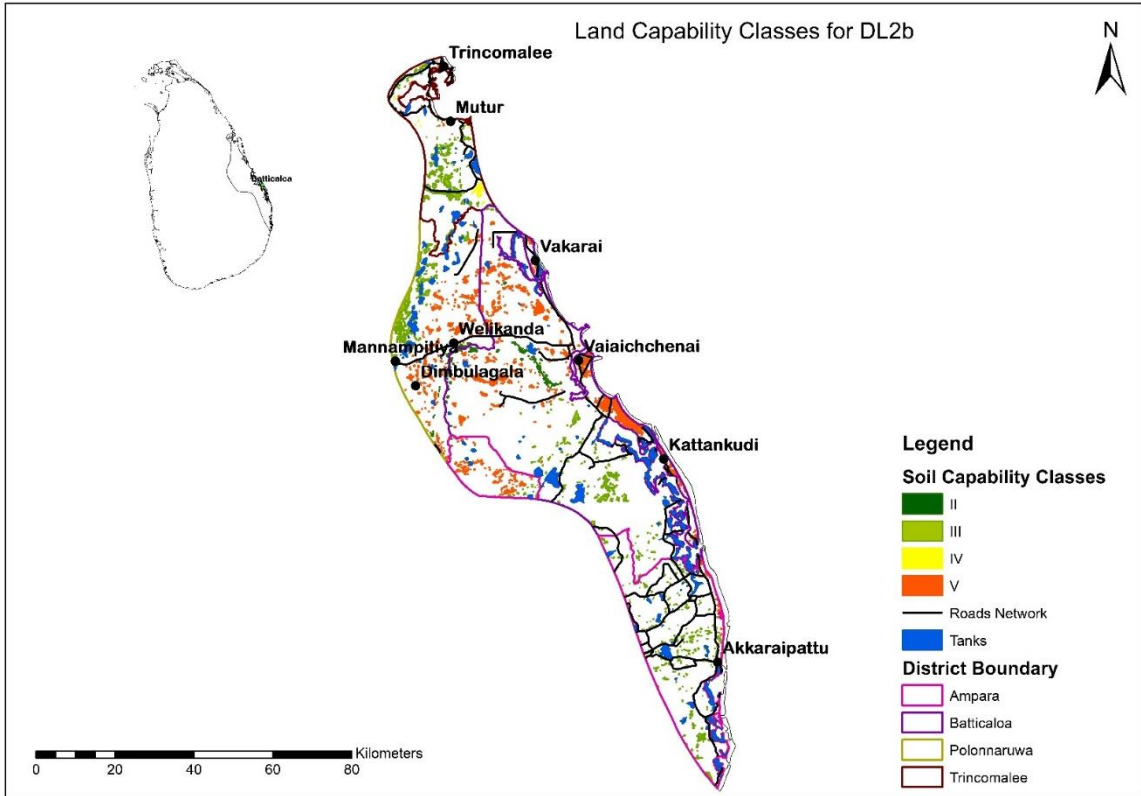 Land Capability Classes for DL2b
N
Trincomalee
Mutur
Batticaloa
Vakarai
Welikanda
Mannampitiya
Vaiaichchenai
Dimbulagala
Kattankudi
Akkaraipattu
Legend
Soil Capability Classes
II
III
IV
V
Roads Network
Tanks
District Boundary
Ampara
Batticaloa
Polonnaruwa
Trincomalee
Kilometers
0 10 20 40 60 80